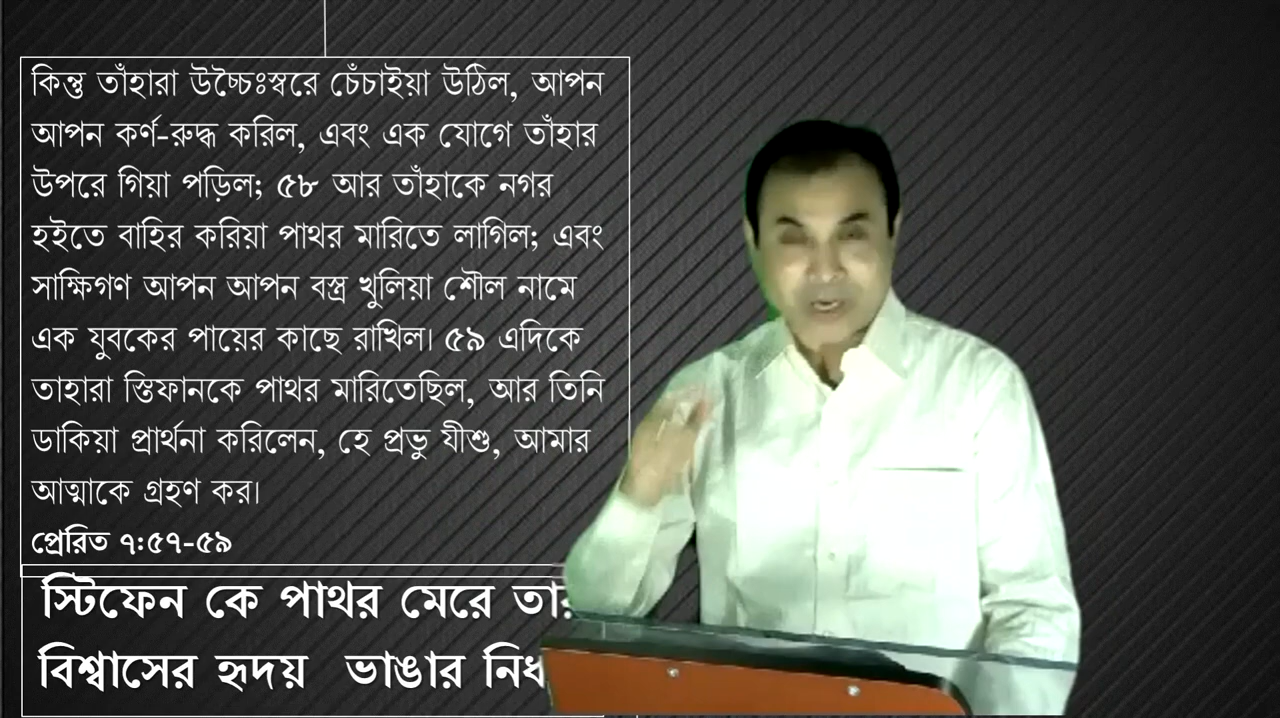 কিন্তু তাঁহারা উচ্চৈঃস্বরে চেঁচাইয়া উঠিল, আপন
আপন কর্ণ-রুদ্ধ করিল, এবং এক যোগে তাঁহার
উপরে গিয়া পড়িল; ৫৮ আর তাঁহাকে নগর
হইতে বাহির করিয়া পাথর মারিতে লাগিল; এবং
সাক্ষিগণ আপন আপন বস্ত্র খুলিয়া শৌল নামে
এক যুবকের পায়ের কাছে রাখিল। ৫৯ এদিকে
তাহারা স্তিফানকে পাথর মারিতেছিল, আর তিনি
ডাকিয়া প্রার্থনা করিলেন, হে প্রভু যীশু, আমার
আত্মাকে গ্রহণ কর।
প্রেরিত ৭:৫৭-৫৯
স্টিফেন কে পাথর মেরে
বিশ্বাসের হৃদয় ভাঙার